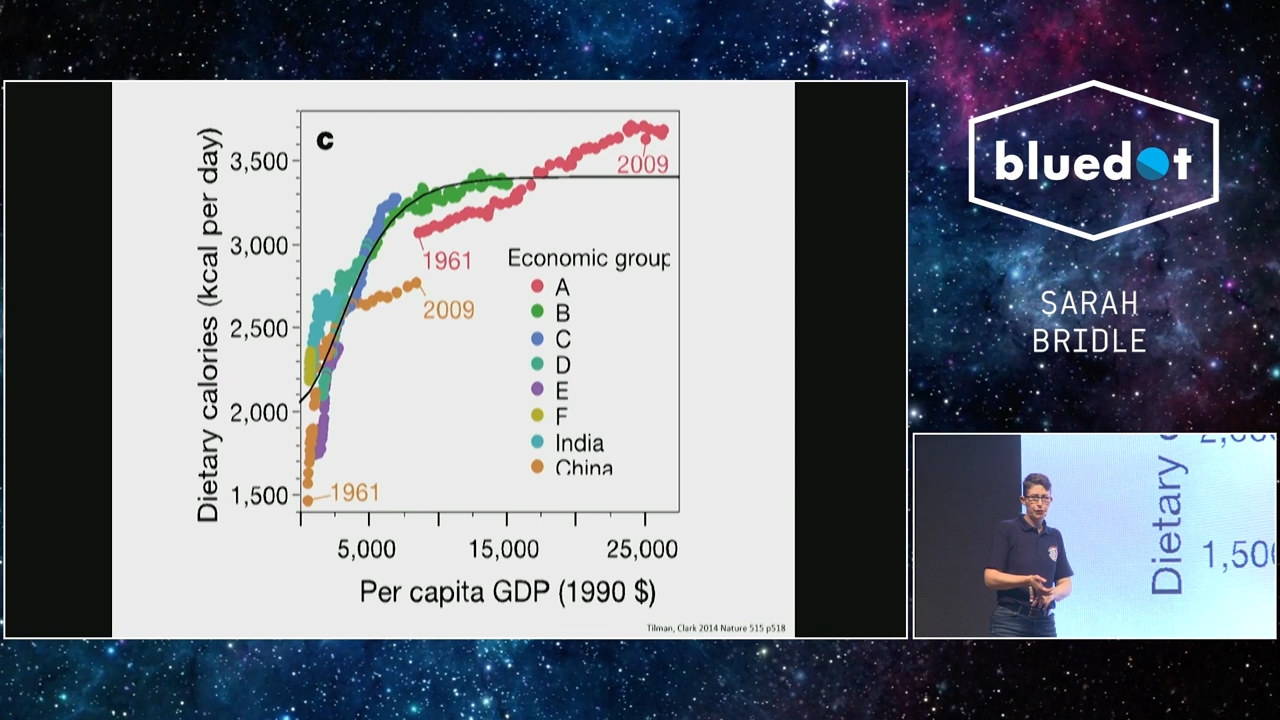 c
Dietary calories (kcal per day)
3,500
3,000
2,500
2,000
1,500
2009
1961
2009
1961
Economic group
A
B
C
D
E
F
India
China
5,000
15,000
25,000
Per capita GDP (1990 $)
Tilman, Clark 2014 Nature 515 p518
bluedot
SARAH
BRIDLE
Dietary
1,50